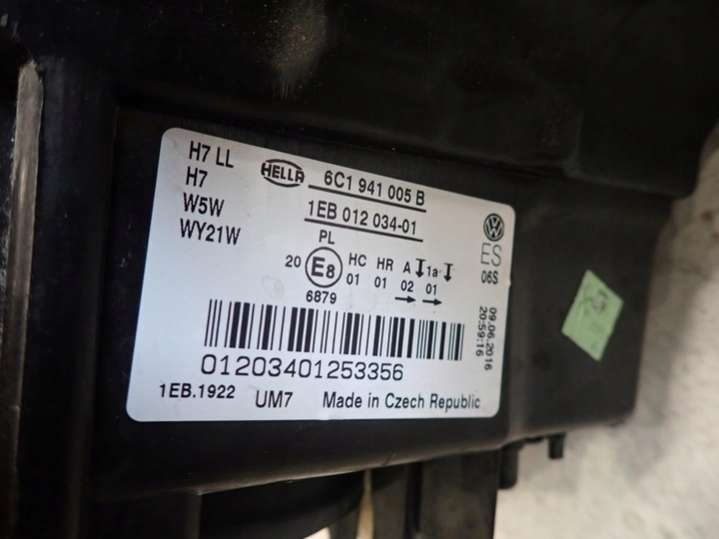 H7 LL
H7
W5W
WY21W
HELLA
6C1 941 005 B
1EB 012 034-01
PL
20 E8 HC HR A 1a
01 01 02 01
6879
01203401253356
1EB.1922 UM7 Made in Czech Republic
VW
ES
06S
09.06.2016
20:59:16